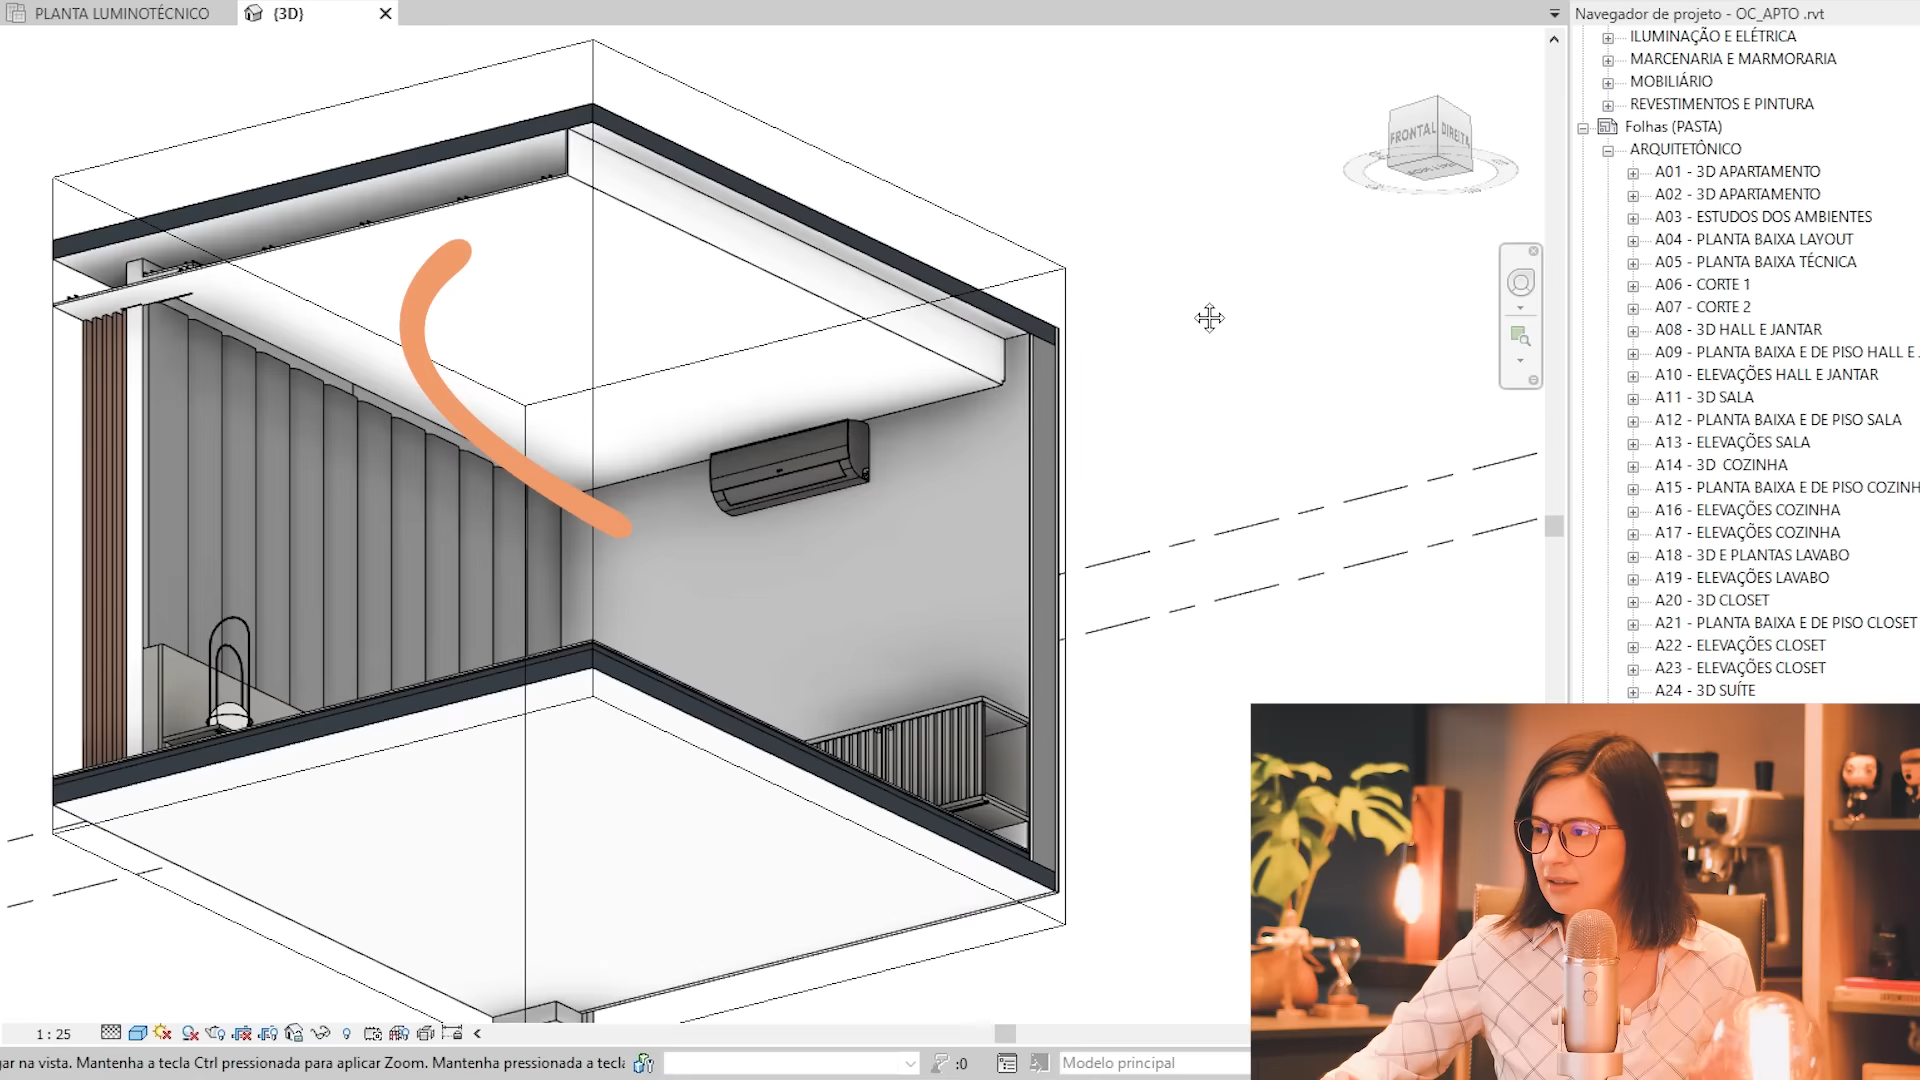 PLANTA LUMINOTÉCNICO
{3D}
Navegador de projeto - OC_APTO .rvt
ILUMINAÇÃO E ELÉTRICA
MARCENARIA E MARMORARIA
MOBILIÁRIO
REVESTIMENTOS E PINTURA
Folhas (PASTA)
ARQUITETÔNICO
A01 - 3D APARTAMENTO
A02 - 3D APARTAMENTO
A03 - ESTUDOS DOS AMBIENTES
A04 - PLANTA BAIXA LAYOUT
A05 - PLANTA BAIXA TÉCNICA
A06 - CORTE 1
A07 - CORTE 2
A08 - 3D HALL E JANTAR
A09 - PLANTA BAIXA E DE PISO HALL E
A10 - ELEVAÇÕES HALL E JANTAR
A11 - 3D SALA
A12 - PLANTA BAIXA E DE PISO SALA
A13 - ELEVAÇÕES SALA
A14 - 3D COZINHA
A15 - PLANTA BAIXA E DE PISO COZINH
A16 - ELEVAÇÕES COZINHA
A17 - ELEVAÇÕES COZINHA
A18 - 3D E PLANTAS LAVABO
A19 - ELEVAÇÕES LAVABO
A20 - 3D CLOSET
A21 - PLANTA BAIXA E DE PISO CLOSET
A22 - ELEVAÇÕES CLOSET
A23 - ELEVAÇÕES CLOSET
A24 - 3D SUÍTE
FRONTAL DIREITA
1 : 25
gar na vista. Mantenha a tecla Ctrl pressionada para aplicar Zoom. Mantenha pressionada a tecla
:0
Modelo principal